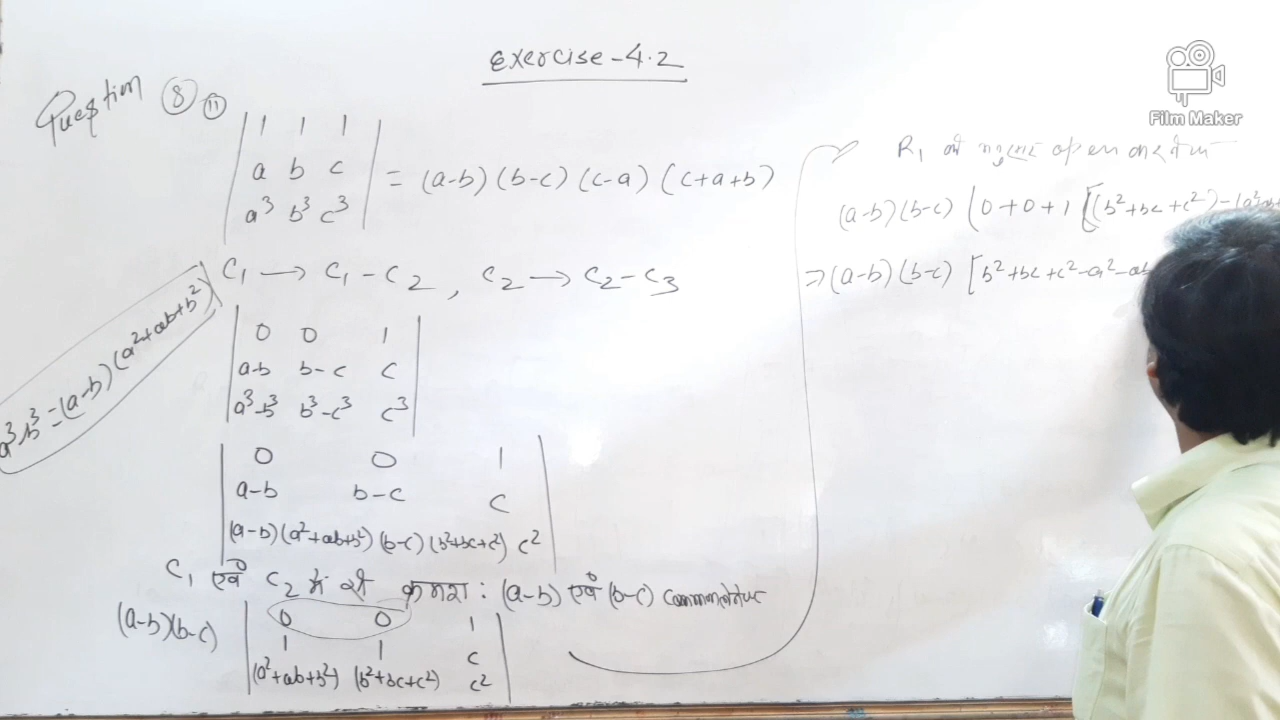 Exercise-4.2
Question 8 11
| 1 1 1 |
| a b c | = (a-b) (b-c) (c-a) (c+a+b)
| a³ b³ c³ |
C₁ → C₁ - C₂ , C₂ → C₂ - C₃
a³-b³ = (a-b) (a²+ab+b²)
| 0 0 1 |
| a-b b-c c |
| a³-b³ b³-c³ c³ |
| 0 0 1 |
| a-b b-c c |
| (a-b)(a²+ab+b²) (b-c)(b²+bc+c²) c² |
C₁ एवं C₂ में से क्रमशः : (a-b) एवं (b-c) common
(a-b)(b-c) | 0 0 1 |
| 1 1 c |
| (a²+ab+b²) (b²+bc+c²) c² |
R₁ के open
(a-b)(b-c) (0+0+1 [(b²+bc+c²)-(a²
⇒ (a-b)(b-c) [b²+bc+c²-a²-ab
Film Maker